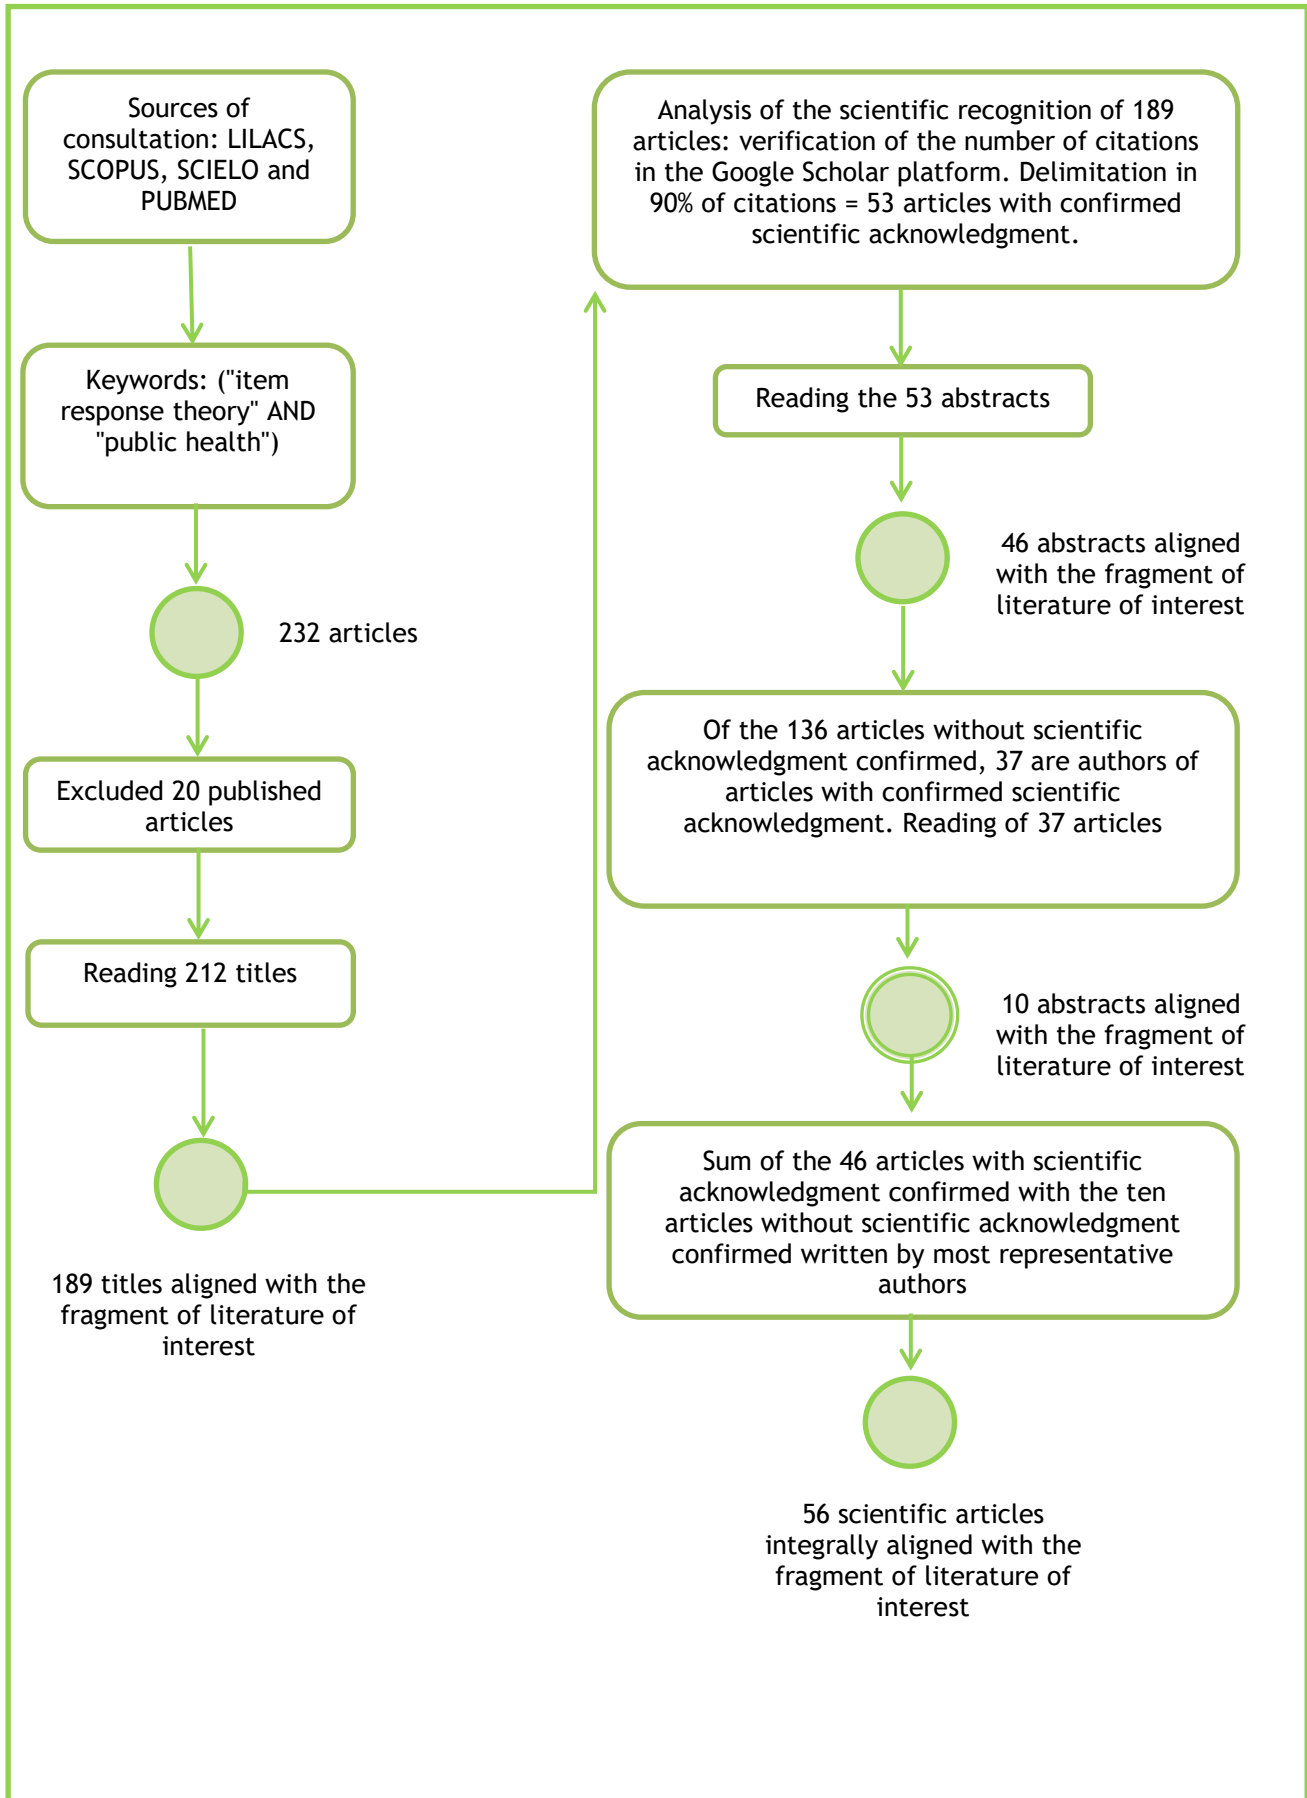 Sources of
consultation: LILACS,
SCOPUS, SCIELO and
PUBMED
Keywords: ("item
response theory" AND
"public health")
232 articles
Excluded 20 published
articles
Reading 212 titles
189 titles aligned with the
fragment of literature of
interest
Analysis of the scientific recognition of 189
articles: verification of the number of citations
in the Google Scholar platform. Delimitation in
90% of citations = 53 articles with confirmed
scientific acknowledgment.
Reading the 53 abstracts
46 abstracts aligned
with the fragment of
literature of interest
Of the 136 articles without scientific
acknowledgment confirmed, 37 are authors of
articles with confirmed scientific
acknowledgment. Reading of 37 articles
10 abstracts aligned
with the fragment of
literature of interest
Sum of the 46 articles with scientific
acknowledgment confirmed with the ten
articles without scientific acknowledgment
confirmed written by most representative
authors
56 scientific articles
integrally aligned with the
fragment of literature of
interest